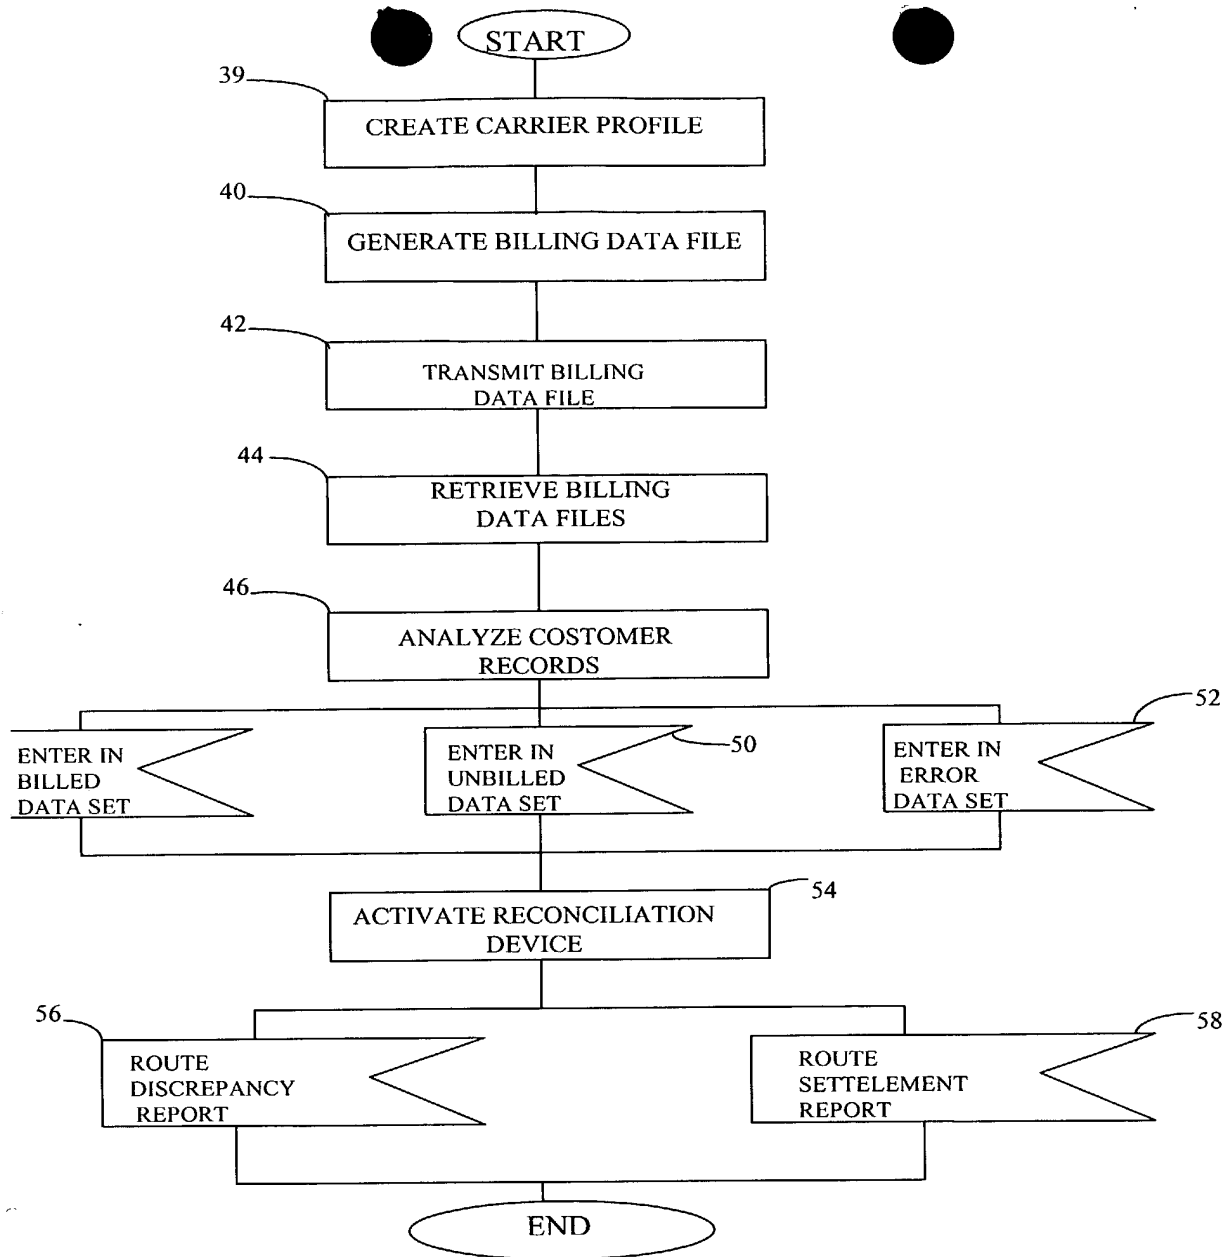 START
39
CREATE CARRIER PROFILE
40
GENERATE BILLING DATA FILE
42
TRANSMIT BILLING
DATA FILE
44
RETRIEVE BILLING
DATA FILES
46
ANALYZE COSTOMER
RECORDS
ENTER IN
BILLED
DATA SET
50
ENTER IN
UNBILLED
DATA SET
52
ENTER IN
ERROR
DATA SET
54
ACTIVATE RECONCILIATION
DEVICE
56
ROUTE
DISCREPANCY
REPORT
58
ROUTE
SETTELEMENT
REPORT
END